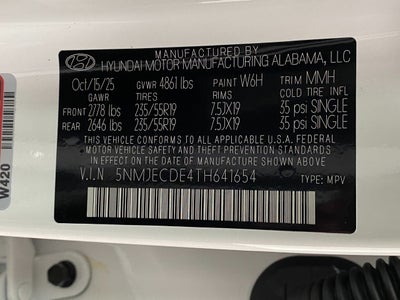 MANUFACTURED BY
HYUNDAI MOTOR MANUFACTURING ALABAMA, LLC
Oct/15/25 GVWR 4861 lbs PAINT W6H TRIM MMH
GAWR TIRES RIMS COLD TIRE INFL
FRONT 2778 lbs 235/55R19 7.5JX19 35 psi SINGLE
REAR 2646 lbs 235/55R19 7.5JX19 35 psi SINGLE
THIS VEHICLE CONFORMS TO ALL APPLICABLE U.S. FEDERAL
MOTOR VEHICLE SAFETY AND THEFT PREVENTION STANDARDS
IN EFFECT ON THE DATE OF MANUFACTURE SHOWN ABOVE.
V.I.N 5NMJECDE4TH641654 TYPE: MPV
W420